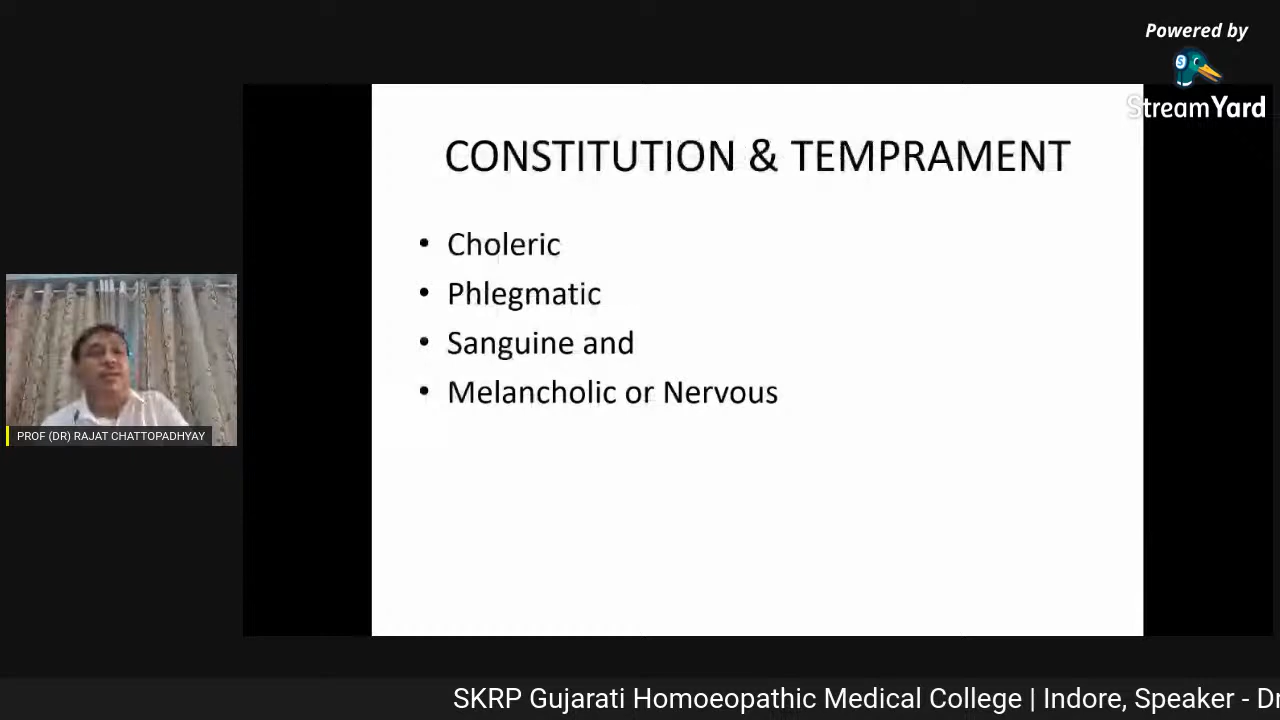 Powered by
StreamYard
CONSTITUTION & TEMPRAMENT
• Choleric
• Phlegmatic
• Sanguine and
• Melancholic or Nervous
PROF (DR) RAJAT CHATTOPADHYAY
SKRP Gujarati Homoeopathic Medical College | Indore, Speaker - Dr